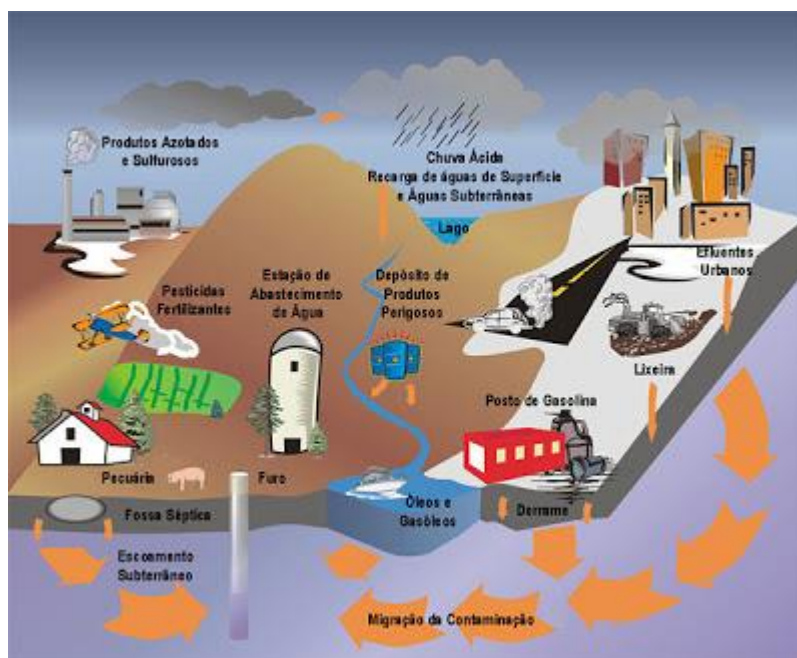 Produtos Azotados
e Sulfurosos
Chuva Ácida
Recarga de águas de Superfície
e Águas Subterrâneas
Lago
Efluentes
Urbanos
Pesticidas
Fertilizantes
Estação de
Abastecimento
de Água
Depòsito de
Produtos
Perigosos
Lixeira
Posto de Gasolina
Pecuária
Furo
Fossa Séptica
Óleos e
Gasóleos
Derrame
Escoamento
Subterrâneo
Migração da Contaminação